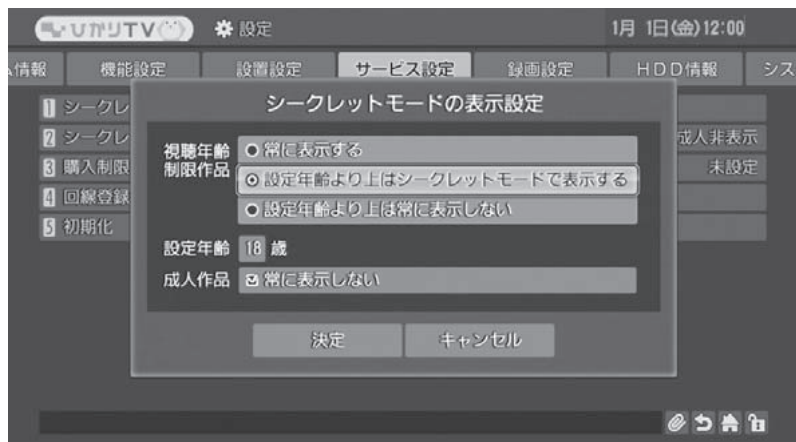 ひかりTV 設定 1月 1日(金)12:00
ム情報 機能設定 設置設定 サービス設定 録画設定 HDD情報 シス
シークレットモードの表示設定
1 シークレ
2 シークレ 成人非表示
3 購入制限 未設定
4 回線登録
5 初期化
視聴年齢制限作品
常に表示する
設定年齢より上はシークレットモードで表示する
設定年齢より上は常に表示しない
設定年齢 18 歳
成人作品 常に表示しない
決定 キャンセル